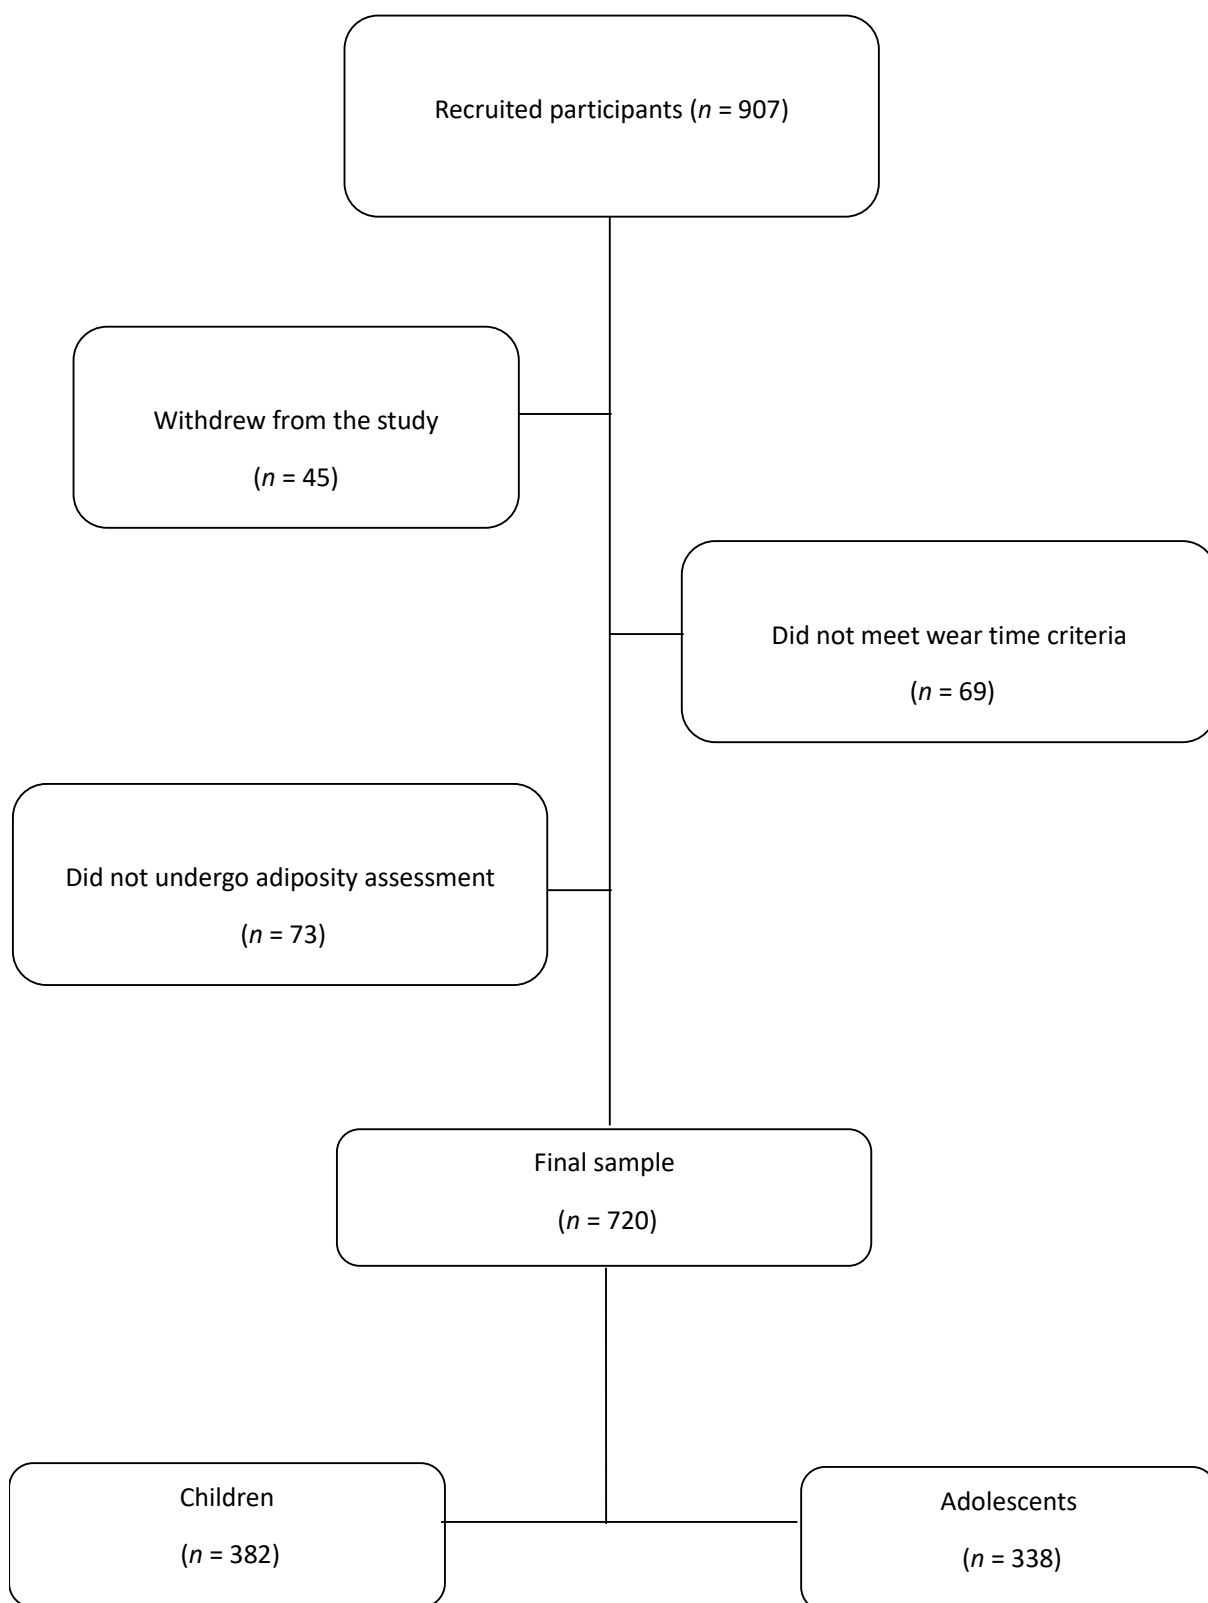 Recruited participants (n = 907)
Withdrew from the study
(n = 45)
Did not meet wear time criteria
(n = 69)
Did not undergo adiposity assessment
(n = 73)
Final sample
(n = 720)
Children
(n = 382)
Adolescents
(n = 338)